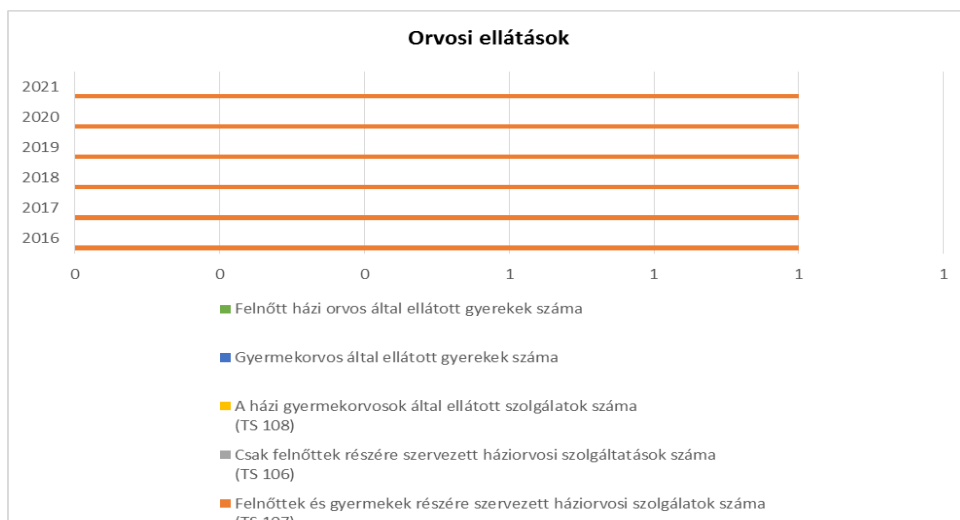 Orvosi ellátások
2021
2020
2019
2018
2017
2016
0 0 0 1 1 1 1
Felnőtt házi orvos által ellátott gyerekek száma
Gyermekorvos által ellátott gyerekek száma
A házi gyermekorvosok által ellátott szolgálatok száma
(TS 108)
Csak felnőttek részére szervezett háziorvosi szolgáltatások száma
(TS 106)
Felnőttek és gyermekek részére szervezett háziorvosi szolgálatok száma
(TS 107)